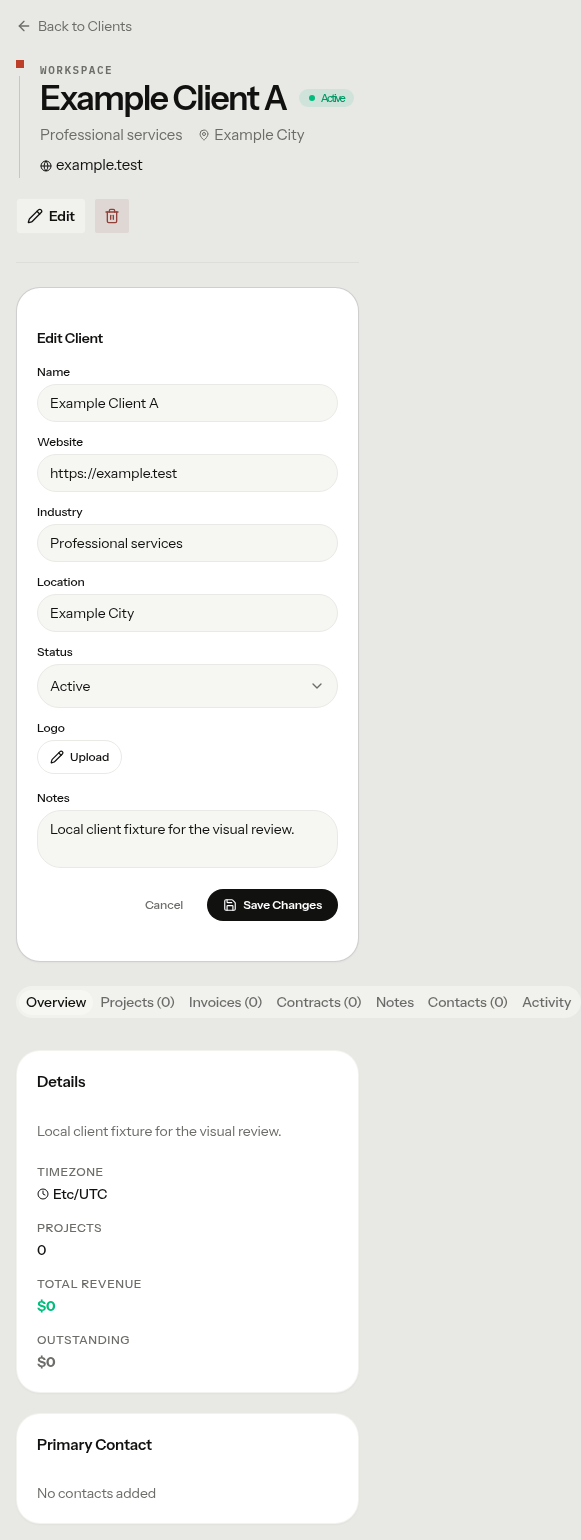 Back to Clients
WORKSPACE
Example Client A Active
Professional services Example City
example.test
Edit
Edit Client
Name
Example Client A
Website
https://example.test
Industry
Professional services
Location
Example City
Status
Active
Logo
Upload
Notes
Local client fixture for the visual review.
Cancel Save Changes
Overview Projects (0) Invoices (0) Contracts (0) Notes Contacts (0) Activity
Details
Local client fixture for the visual review.
TIMEZONE
Etc/UTC
PROJECTS
0
TOTAL REVENUE
$0
OUTSTANDING
$0
Primary Contact
No contacts added